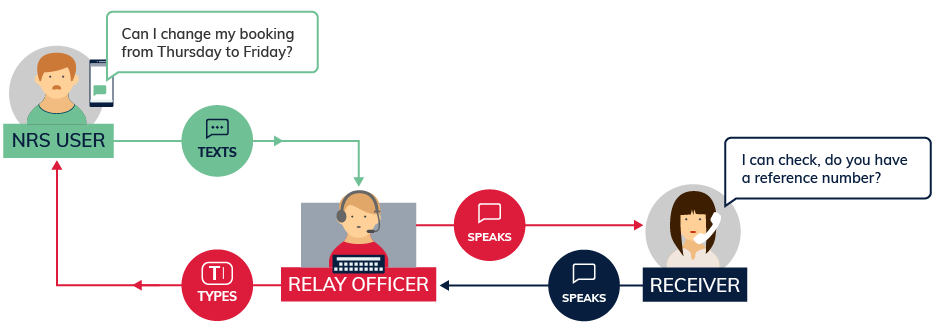 Can I change my booking
from Thursday to Friday?
NRS USER
TEXTS
I can check, do you have
a reference number?
SPEAKS
T
TYPES
RELAY OFFICER
SPEAKS
RECEIVER